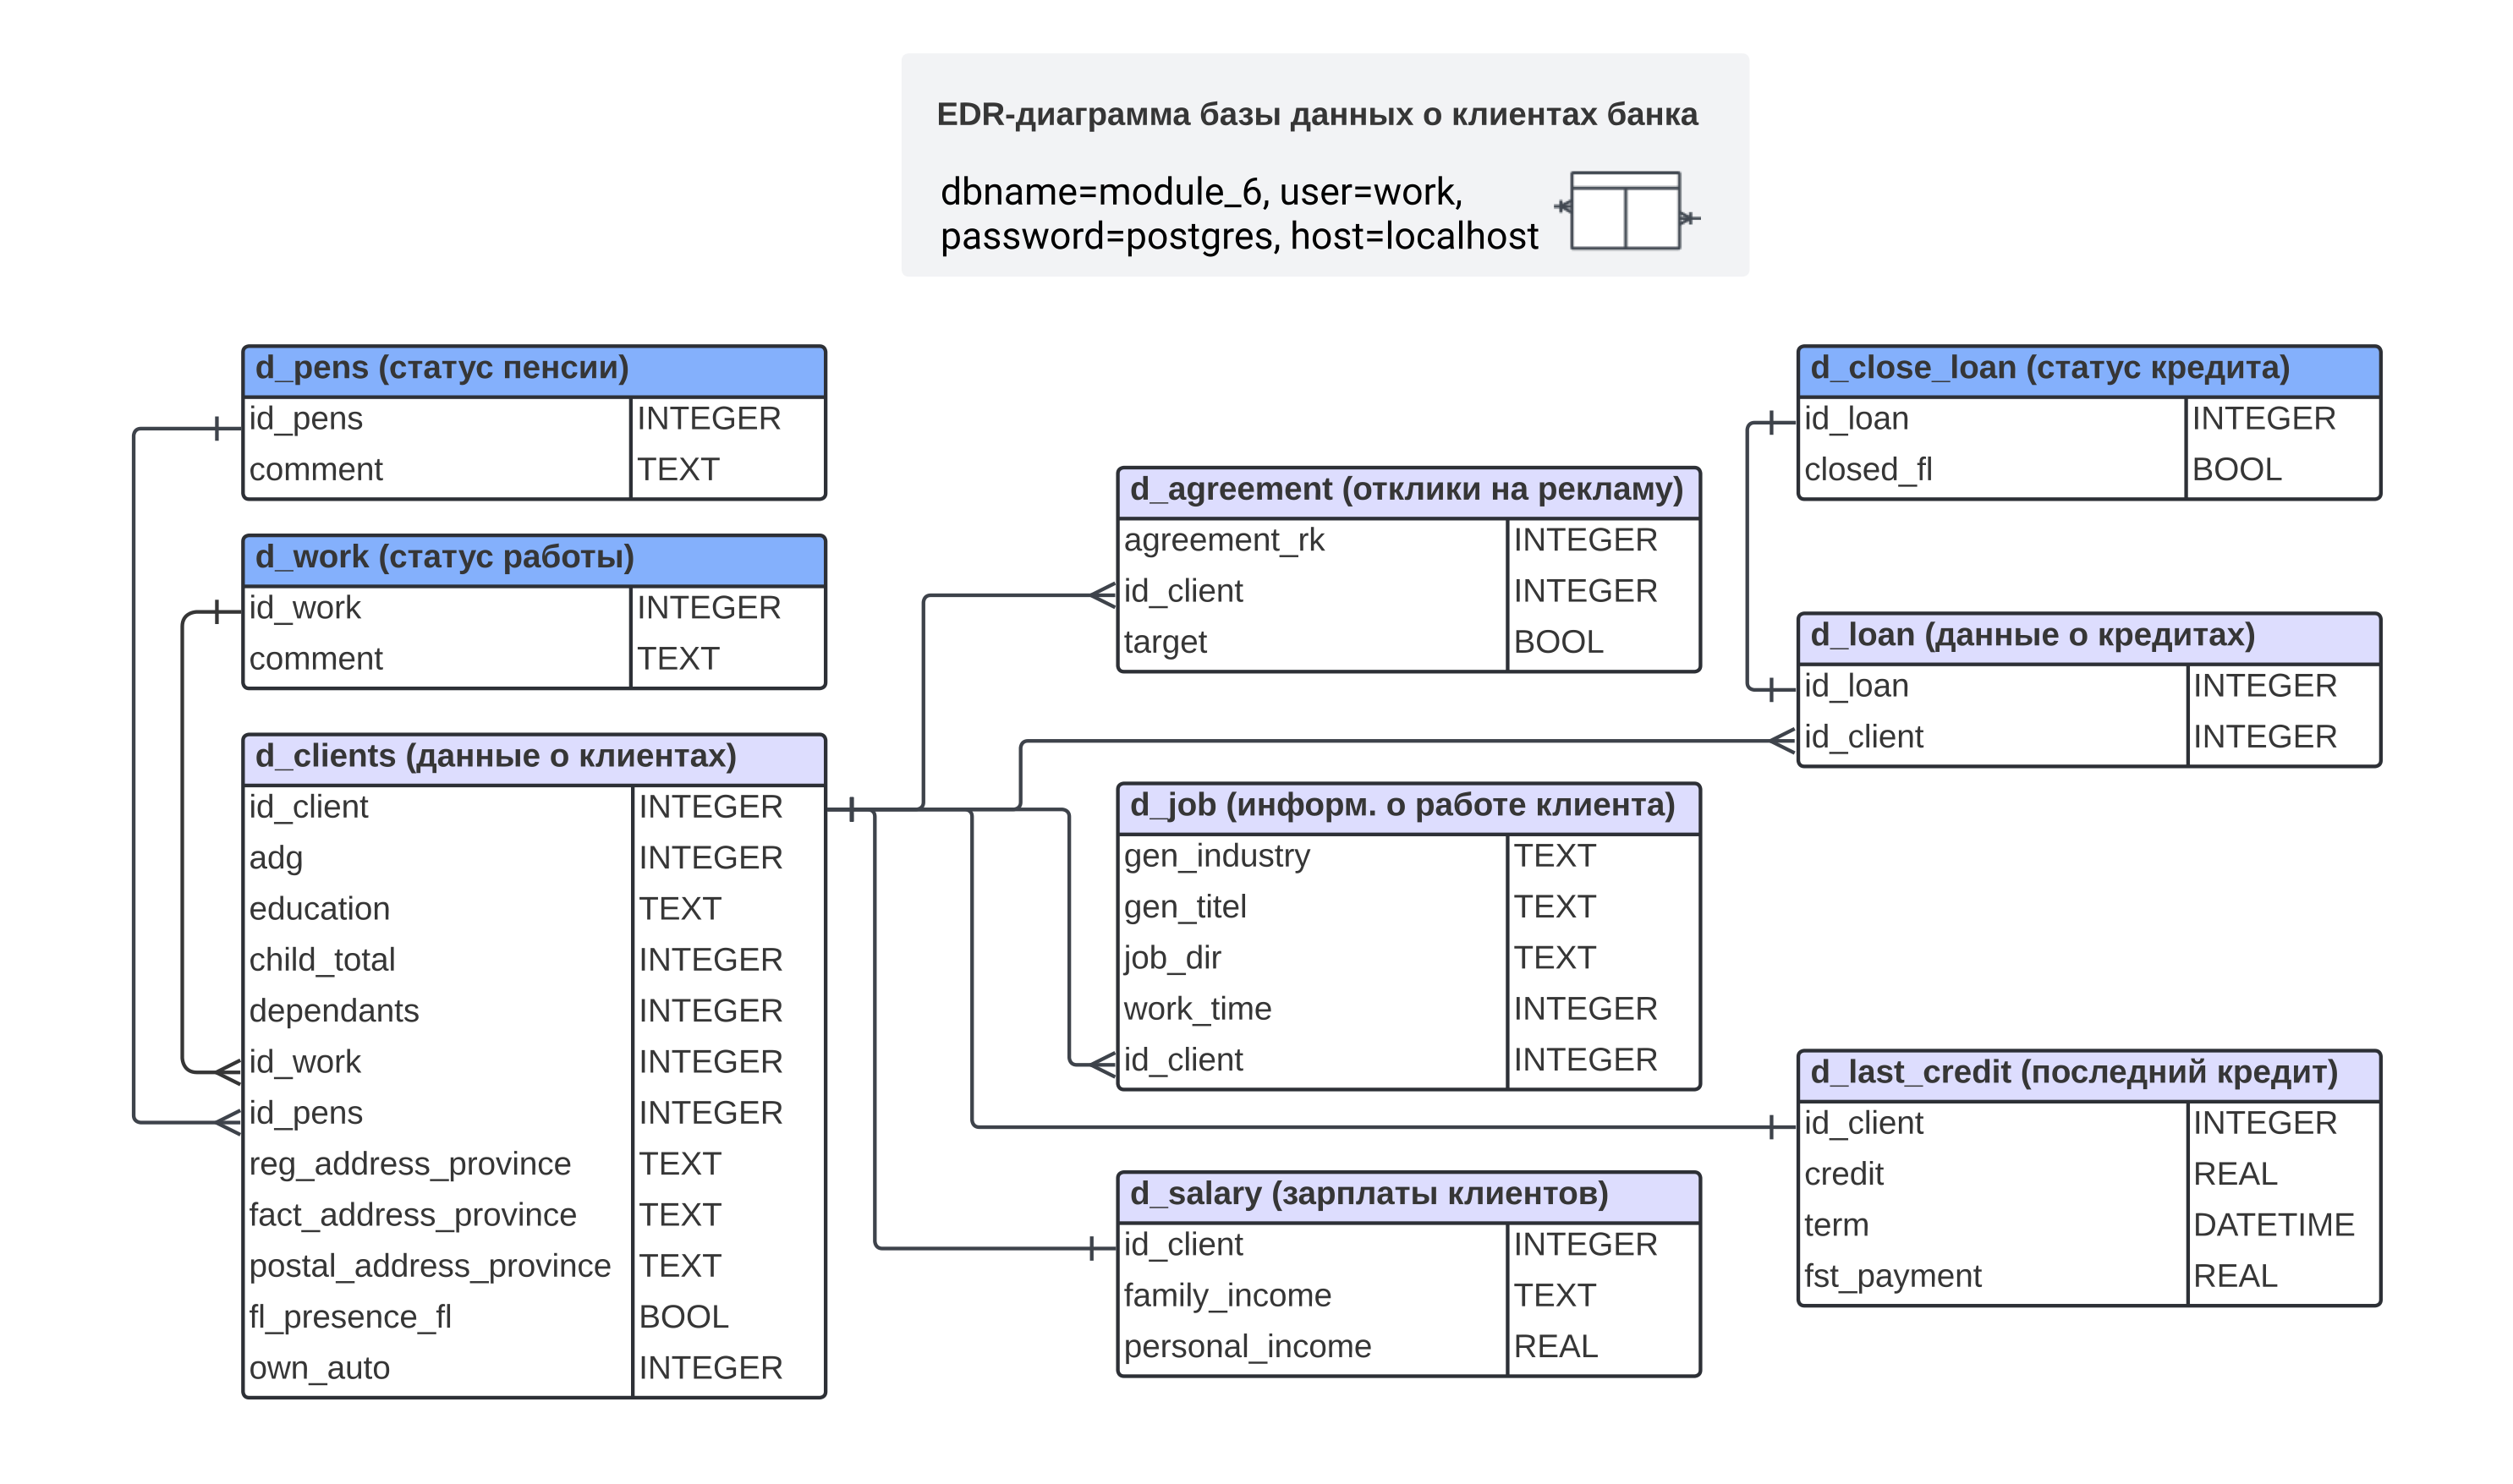 EDR-диаграмма базы данных о клиентах банка
dbname=module_6, user=work,
password=postgres, host=localhost
d_pens (статус пенсии)
id_pens INTEGER
comment TEXT
d_work (статус работы)
id_work INTEGER
comment TEXT
d_clients (данные о клиентах)
id_client INTEGER
adg INTEGER
education TEXT
child_total INTEGER
dependants INTEGER
id_work INTEGER
id_pens INTEGER
reg_address_province TEXT
fact_address_province TEXT
postal_address_province TEXT
fl_presence_fl BOOL
own_auto INTEGER
d_agreement (отклики на рекламу)
agreement_rk INTEGER
id_client INTEGER
target BOOL
d_job (информ. о работе клиента)
gen_industry TEXT
gen_titel TEXT
job_dir TEXT
work_time INTEGER
id_client INTEGER
d_salary (зарплаты клиентов)
id_client INTEGER
family_income TEXT
personal_income REAL
d_close_loan (статус кредита)
id_loan INTEGER
closed_fl BOOL
d_loan (данные о кредитах)
id_loan INTEGER
id_client INTEGER
d_last_credit (последний кредит)
id_client INTEGER
credit REAL
term DATETIME
fst_payment REAL